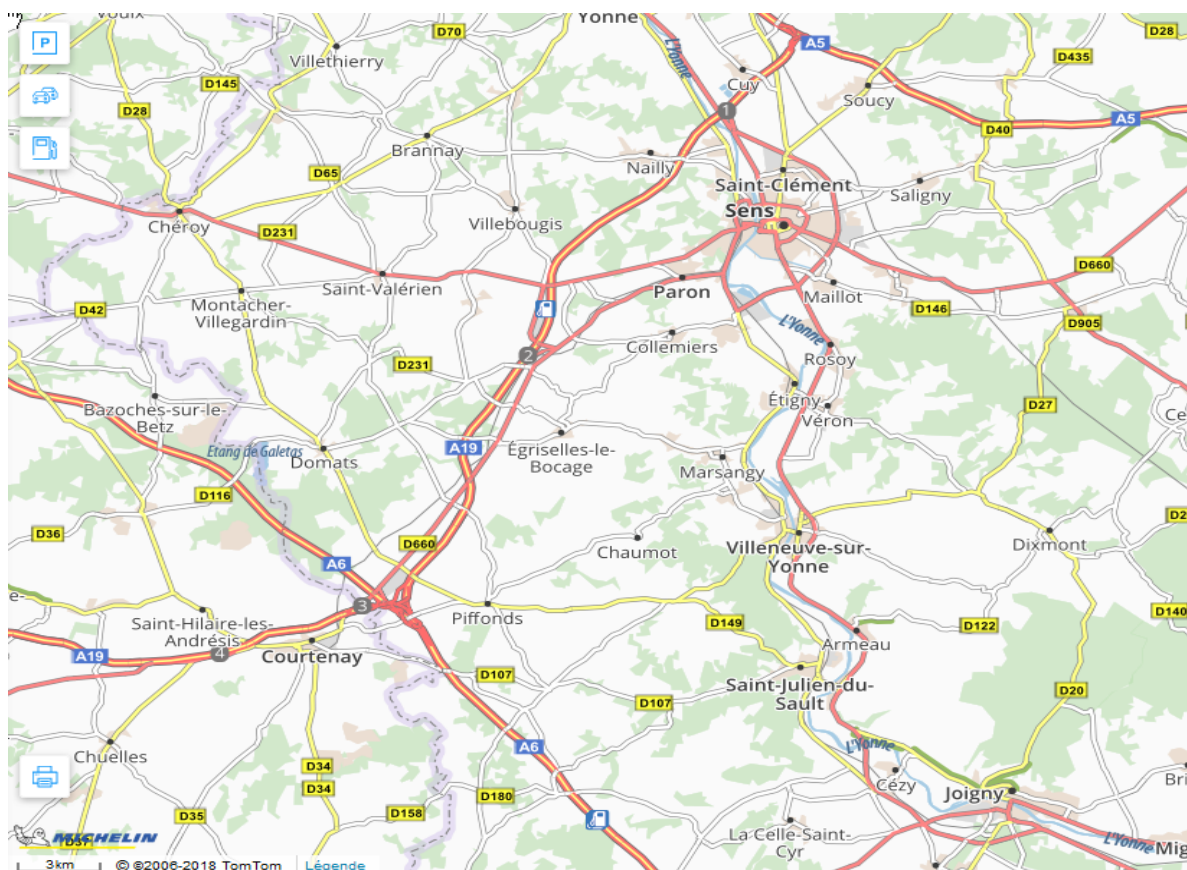 Voulx
Yonne
D70
Villethierry
L'Yonne
A5
D28
P
D435
D145
Cuy
Soucy
D28
1
A5
D40
Brannay
Nailly
D65
Saint-Clément
Saligny
Villebougis
Sens
Chéroy
D231
D660
Saint-Valérien
Paron
Maillot
Montacher-
Villegardin
D42
D146
L'Yonne
D905
Collemiers
2
Rosoy
D231
Étigny
Bazoches-sur-le-
Betz
D27
Véron
A19
Étang de Galetas
Égriselles-le-
Bocage
Domats
Marsangy
D116
D36
D660
Chaumot
Villeneuve-sur-
Yonne
Dixmont
A6
3
Saint-Hilaire-les-
Andrésis
Piffonds
D140
D149
D122
Armeau
A19
4
Courtenay
D107
Saint-Julien-du-
Sault
D107
D20
Chuelles
A6
L'Yonne
D34
D34
Cézy
Joigny
D180
D35
D158
La Celle-Saint-
Cyr
L'Yonne
MICHELIN
3km
© ©2006-2018 TomTom
Légende